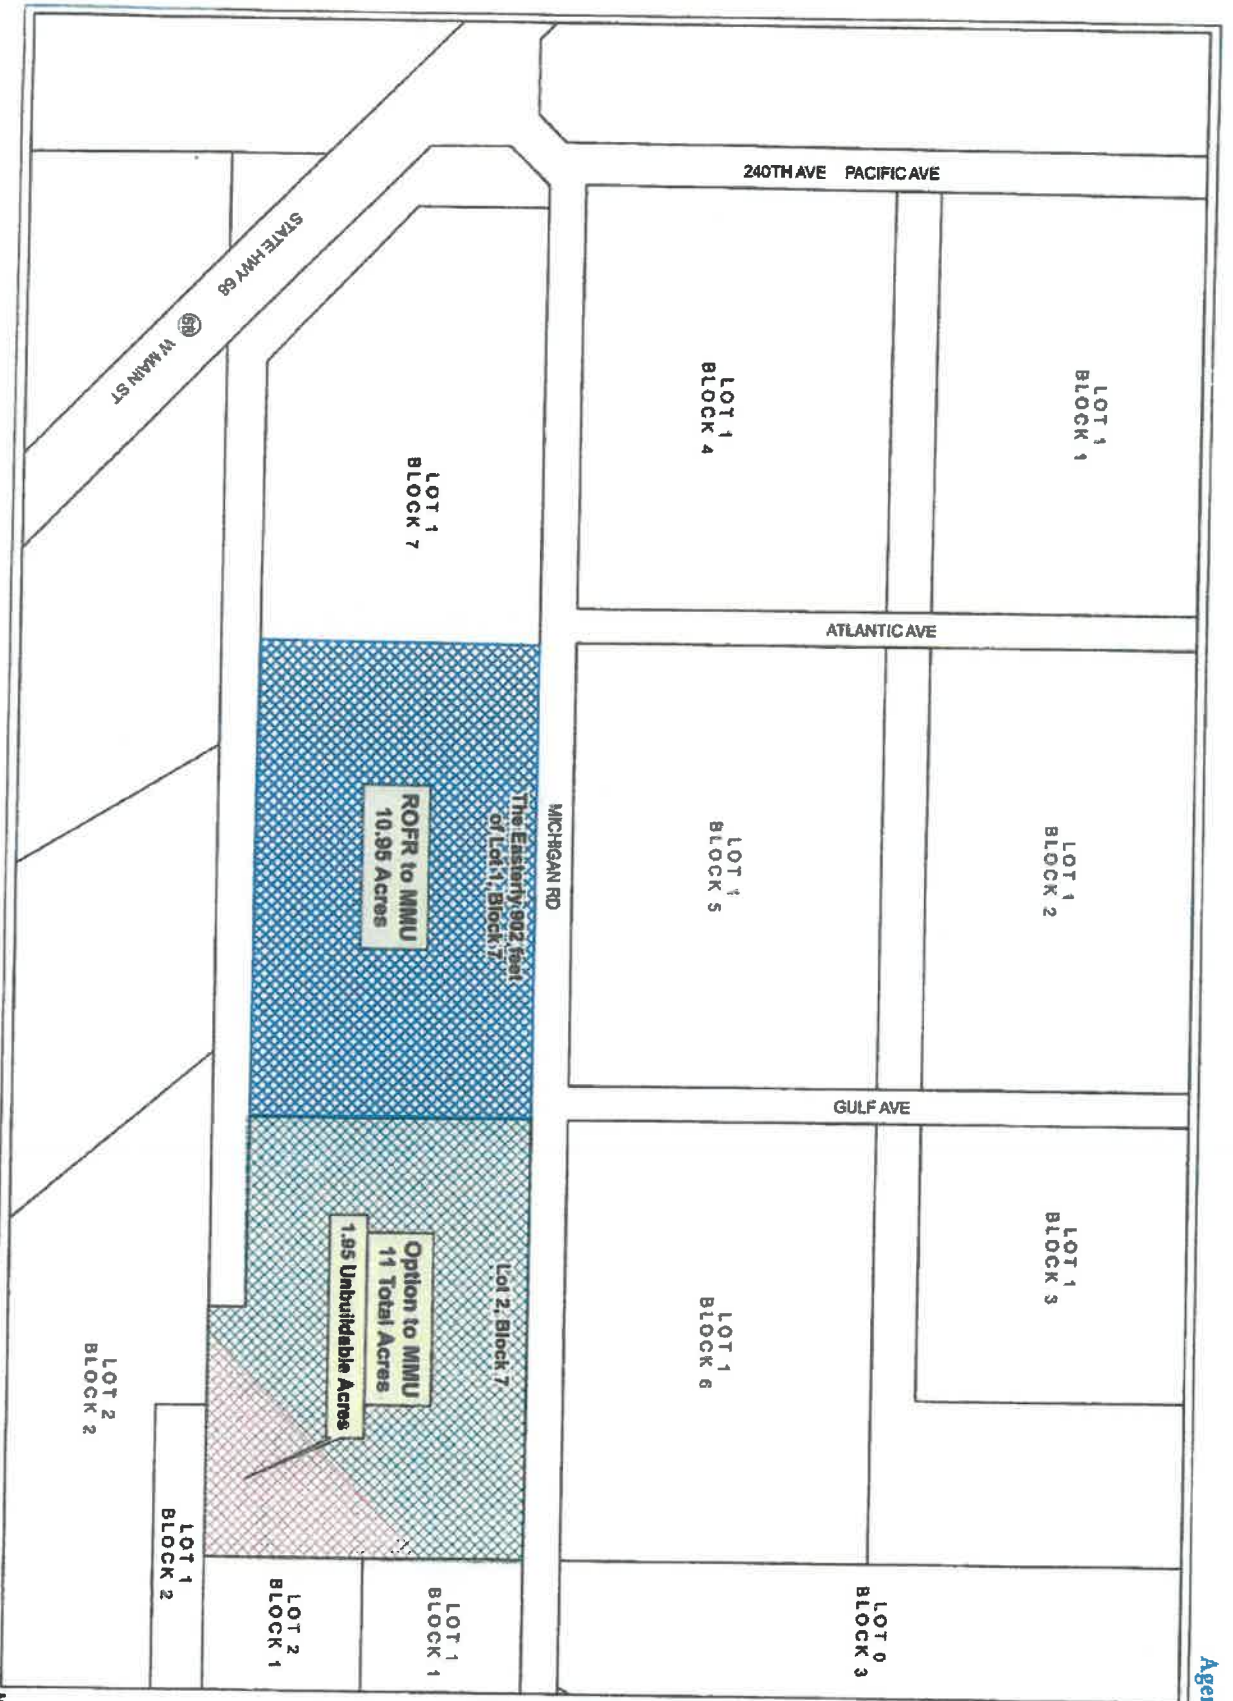 Agen
240TH AVE PACIFIC AVE
LOT 1
BLOCK 1
LOT 1
BLOCK 4
STATE HWY 68
68
W MAIN ST
LOT 1
BLOCK 7
ATLANTIC AVE
LOT 1
BLOCK 2
LOT 1
BLOCK 5
MICHIGAN RD
The Easterly 902 feet
of Lot 1, Block 7
ROFR to MMU
10.95 Acres
GULF AVE
LOT 1
BLOCK 3
LOT 1
BLOCK 6
Lot 2, Block 7
Option to MMU
11 Total Acres
1.95 Unbuildable Acres
LOT 2
BLOCK 2
LOT 0
BLOCK 3
LOT 1
BLOCK 1
LOT 2
BLOCK 1
LOT 1
BLOCK 2